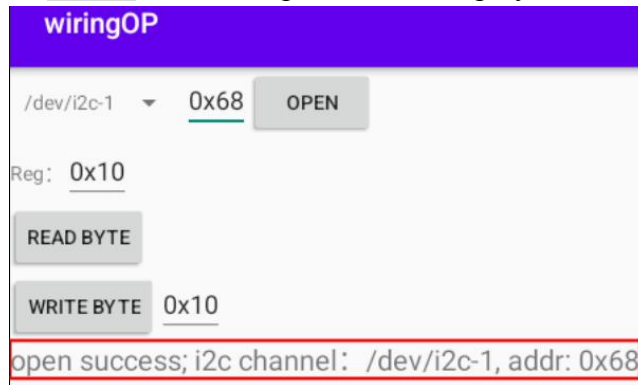 wiringOP
/dev/i2c-1 0x68 OPEN
Reg: 0x10
READ BYTE
WRITE BYTE 0x10
open success; i2c channel: /dev/i2c-1, addr: 0x68